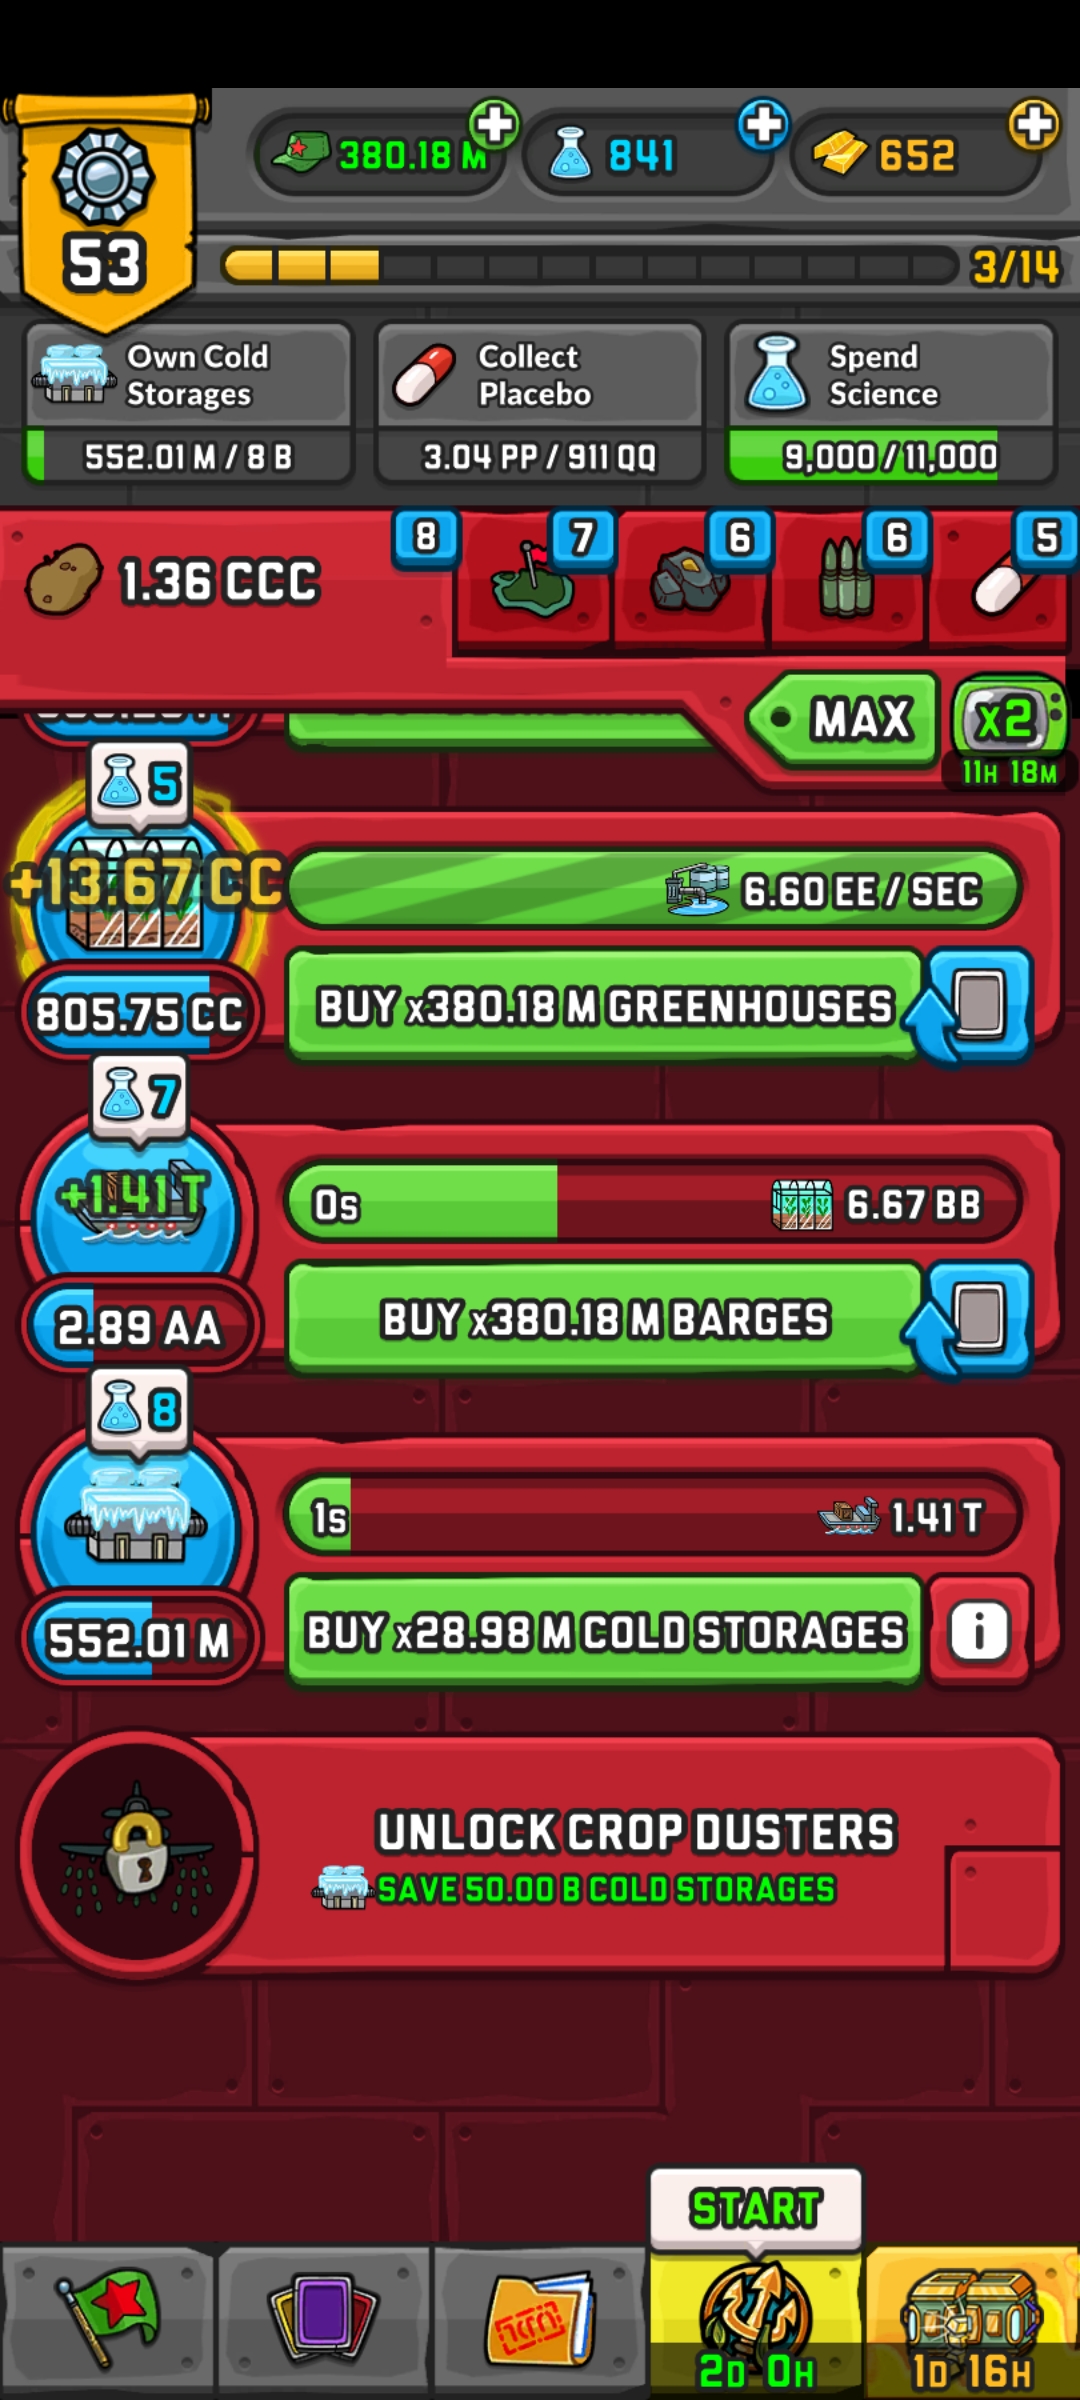 53
380.18 M
841
652
3/14
Own Cold
Storages
552.01 M / 8 B
Collect
Placebo
3.04 PP / 911 QQ
Spend
Science
9,000 / 11,000
1.36 CCC
8
7
6
6
5
MAX
x2
11H 18M
5
+13.67 CC
6.60 EE / SEC
805.75 CC
BUY x380.18 M GREENHOUSES
7
+1.41 T
0s
6.67 BB
2.89 AA
BUY x380.18 M BARGES
8
1s
1.41 T
552.01 M
BUY x28.98 M COLD STORAGES
i
UNLOCK CROP DUSTERS
SAVE 50.00 B COLD STORAGES
START
2D 0H
1D 16H